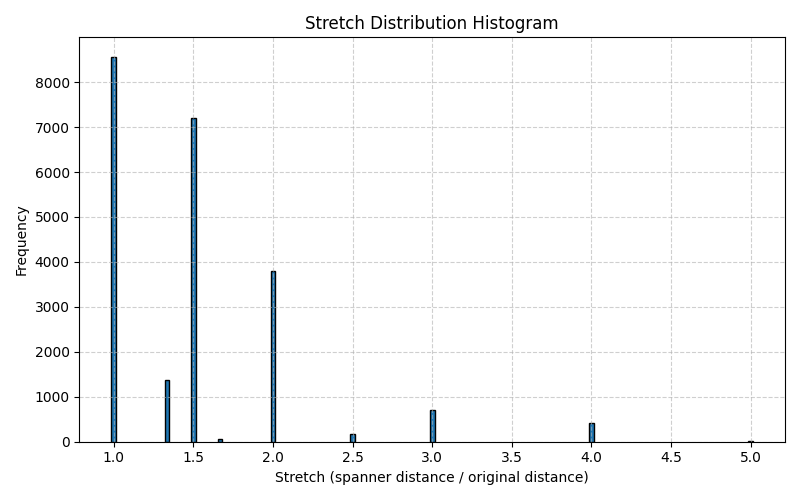 Stretch Distribution Histogram
8000
7000
6000
5000
4000
3000
2000
1000
0
Frequency
1.0 1.5 2.0 2.5 3.0 3.5 4.0 4.5 5.0
Stretch (spanner distance / original distance)